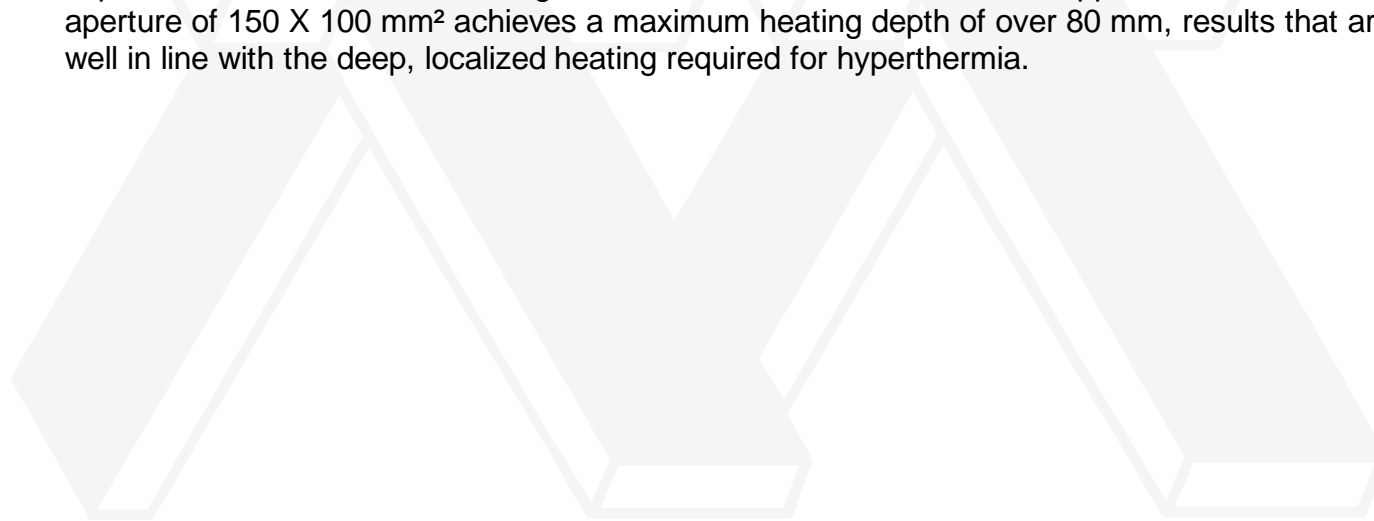 aperture of 150 X 100 mm² achieves a maximum heating depth of over 80 mm, results that
well in line with the deep, localized heating required for hyperthermia.